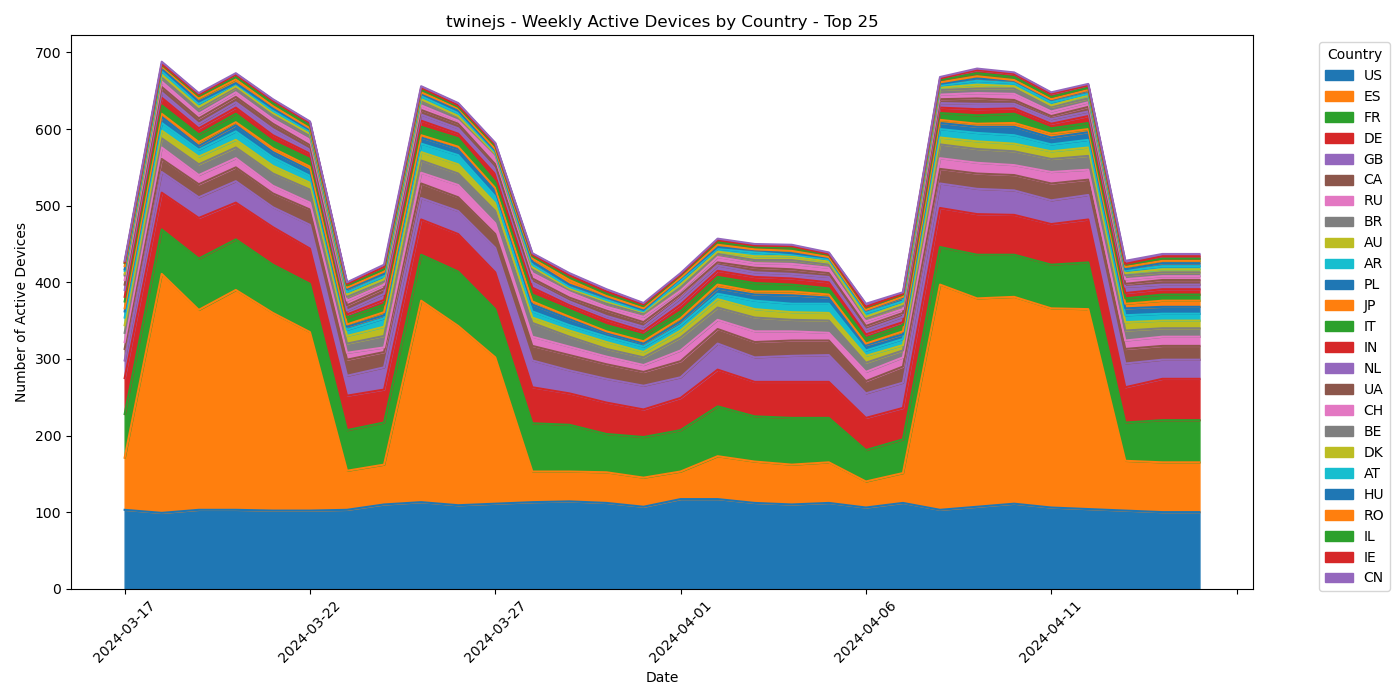 twinejs - Weekly Active Devices by Country - Top 25
Number of Active Devices
700
600
500
400
300
200
100
0
2024-03-17
2024-03-22
2024-03-27
2024-04-01
2024-04-06
2024-04-11
Date
Country
US
ES
FR
DE
GB
CA
RU
BR
AU
AR
PL
JP
IT
IN
NL
UA
CH
BE
DK
AT
HU
RO
IL
IE
CN